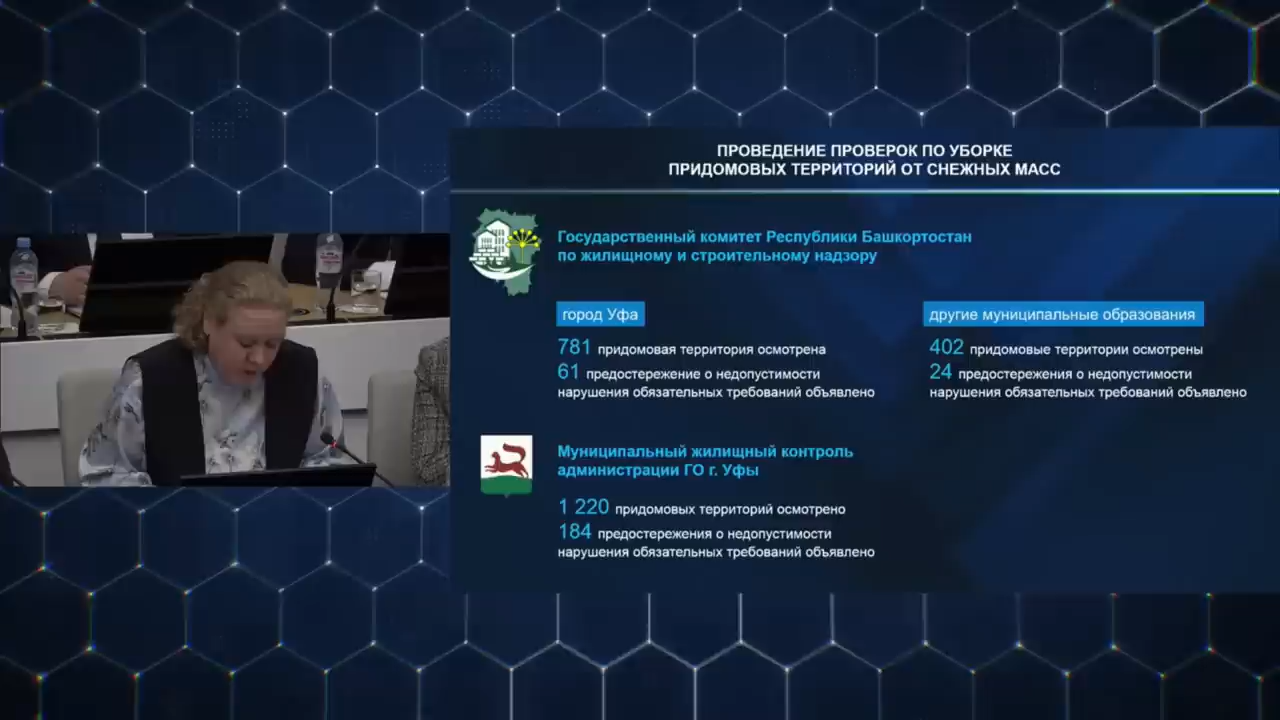 ПРОВЕДЕНИЕ ПРОВЕРОК ПО УБОРКЕ
ПРИДОМОВЫХ ТЕРРИТОРИЙ ОТ СНЕЖНЫХ МАСС
Государственный комитет Республики Башкортостан
по жилищному и строительному надзору
город Уфа
781 придомовая территория осмотрена
61 предостережение о недопустимости
нарушения обязательных требований объявлено
другие муниципальные образования
402 придомовые территории осмотрены
24 предостережения о недопустимости
нарушения обязательных требований объявлено
Муниципальный жилищный контроль
администрации ГО г. Уфы
1 220 придомовых территорий осмотрено
184 предостережения о недопустимости
нарушения обязательных требований объявлено